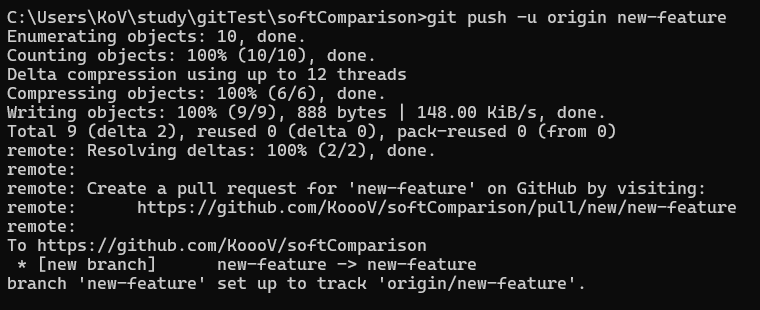 C:\Users\KoV\study\gitTest\softComparison>git push -u origin new-feature
Enumerating objects: 10, done.
Counting objects: 100% (10/10), done.
Delta compression using up to 12 threads
Compressing objects: 100% (6/6), done.
Writing objects: 100% (9/9), 888 bytes | 148.00 KiB/s, done.
Total 9 (delta 2), reused 0 (delta 0), pack-reused 0 (from 0)
remote: Resolving deltas: 100% (2/2), done.
remote:
remote: Create a pull request for 'new-feature' on GitHub by visiting:
remote:      https://github.com/KoooV/softComparison/pull/new/new-feature
remote:
To https://github.com/KoooV/softComparison
 * [new branch]      new-feature -> new-feature
branch 'new-feature' set up to track 'origin/new-feature'.